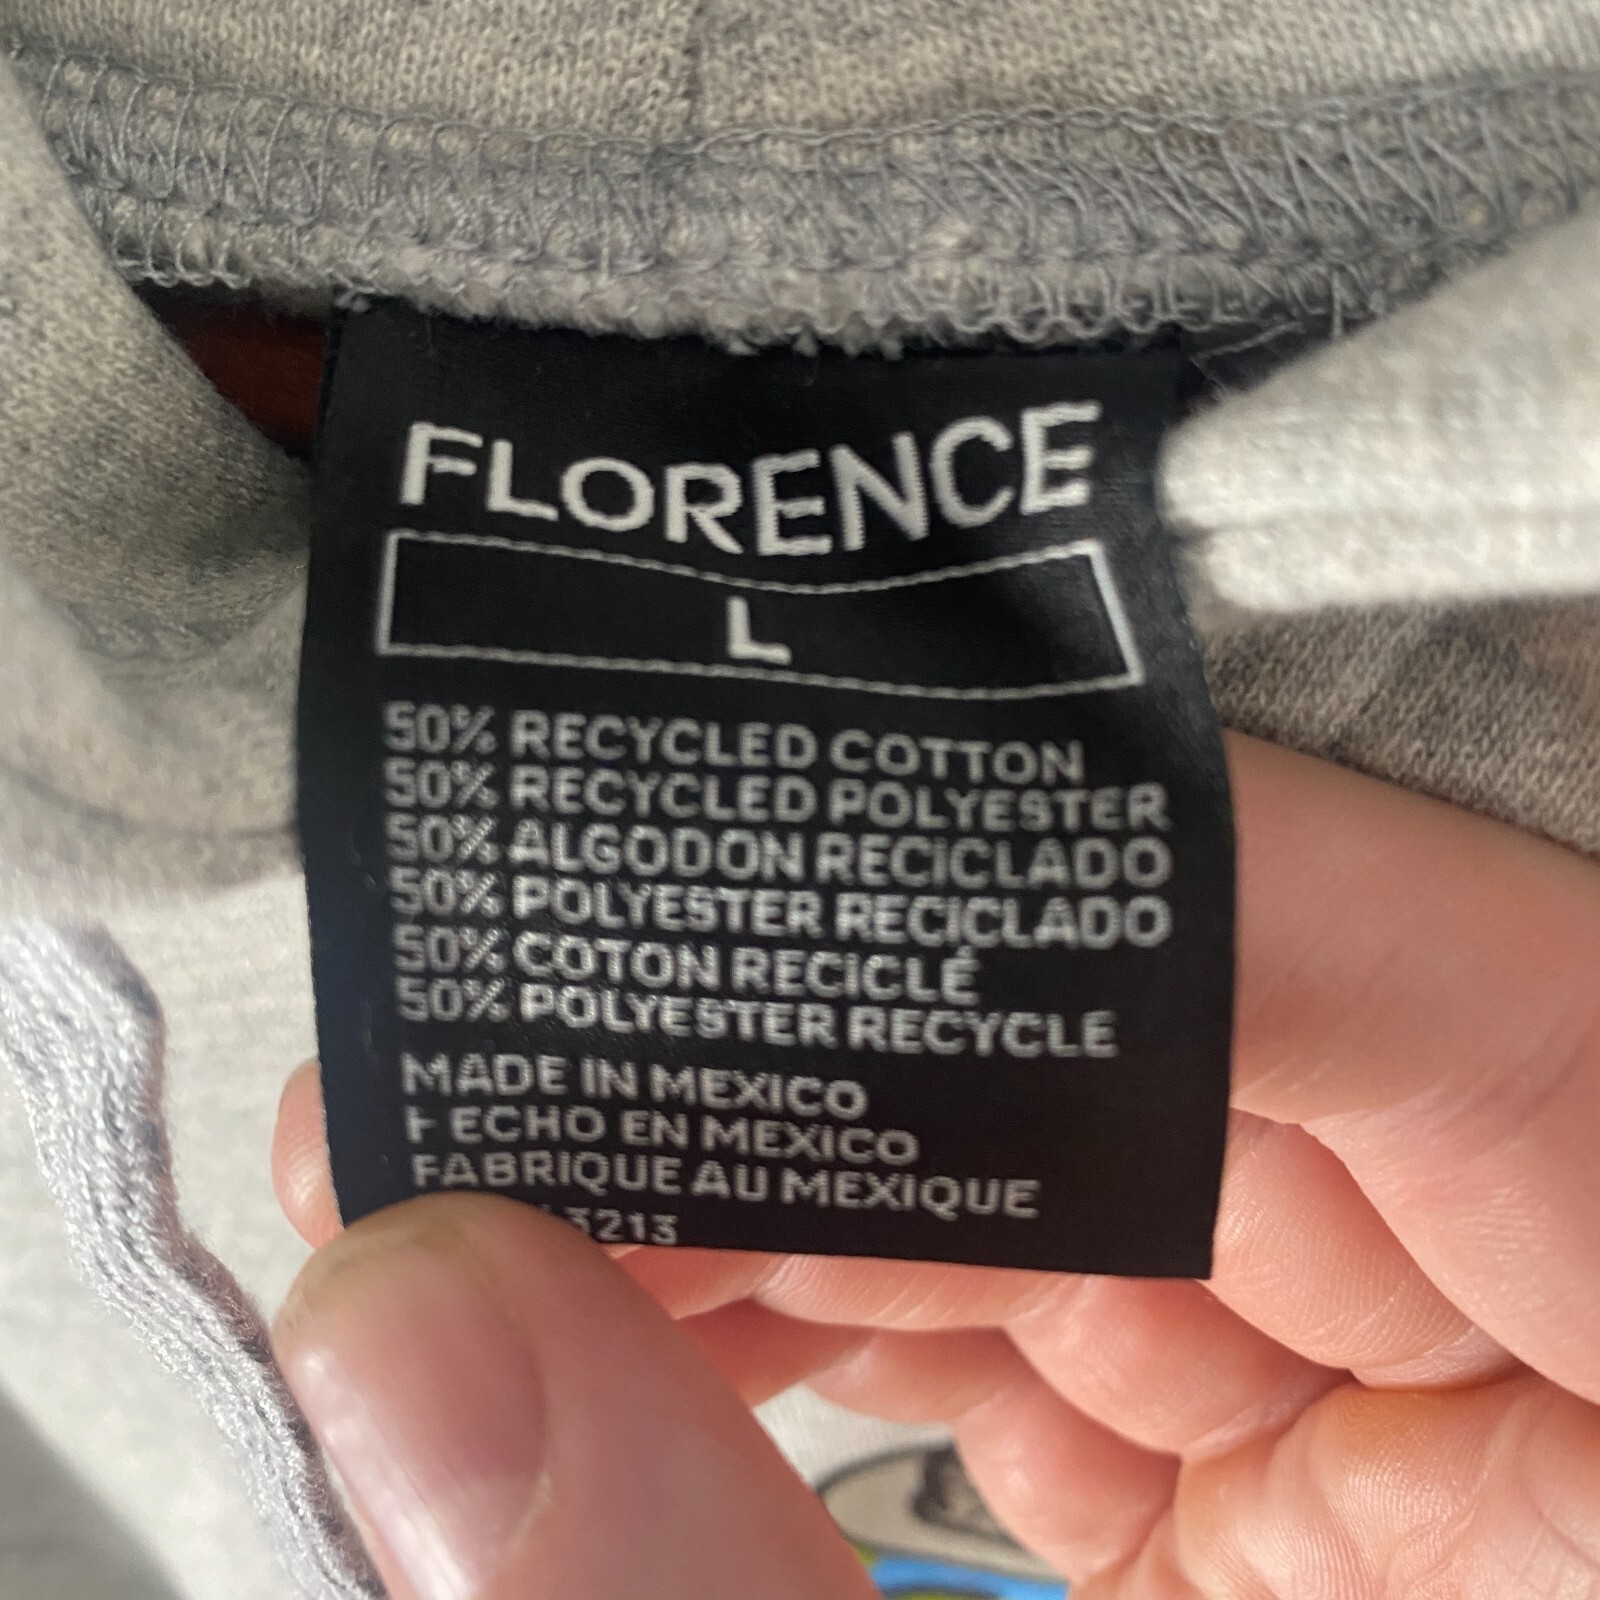 FLORENCE
L
50% RECYCLED COTTON
50% RECYCLED POLYESTER
50% ALGODON RECICLADO
50% POLYESTER RECICLADO
50% COTON RECICLÉ
50% POLYESTER RECYCLE
MADE IN MEXICO
HECHO EN MEXICO
FABRIQUE AU MEXIQUE